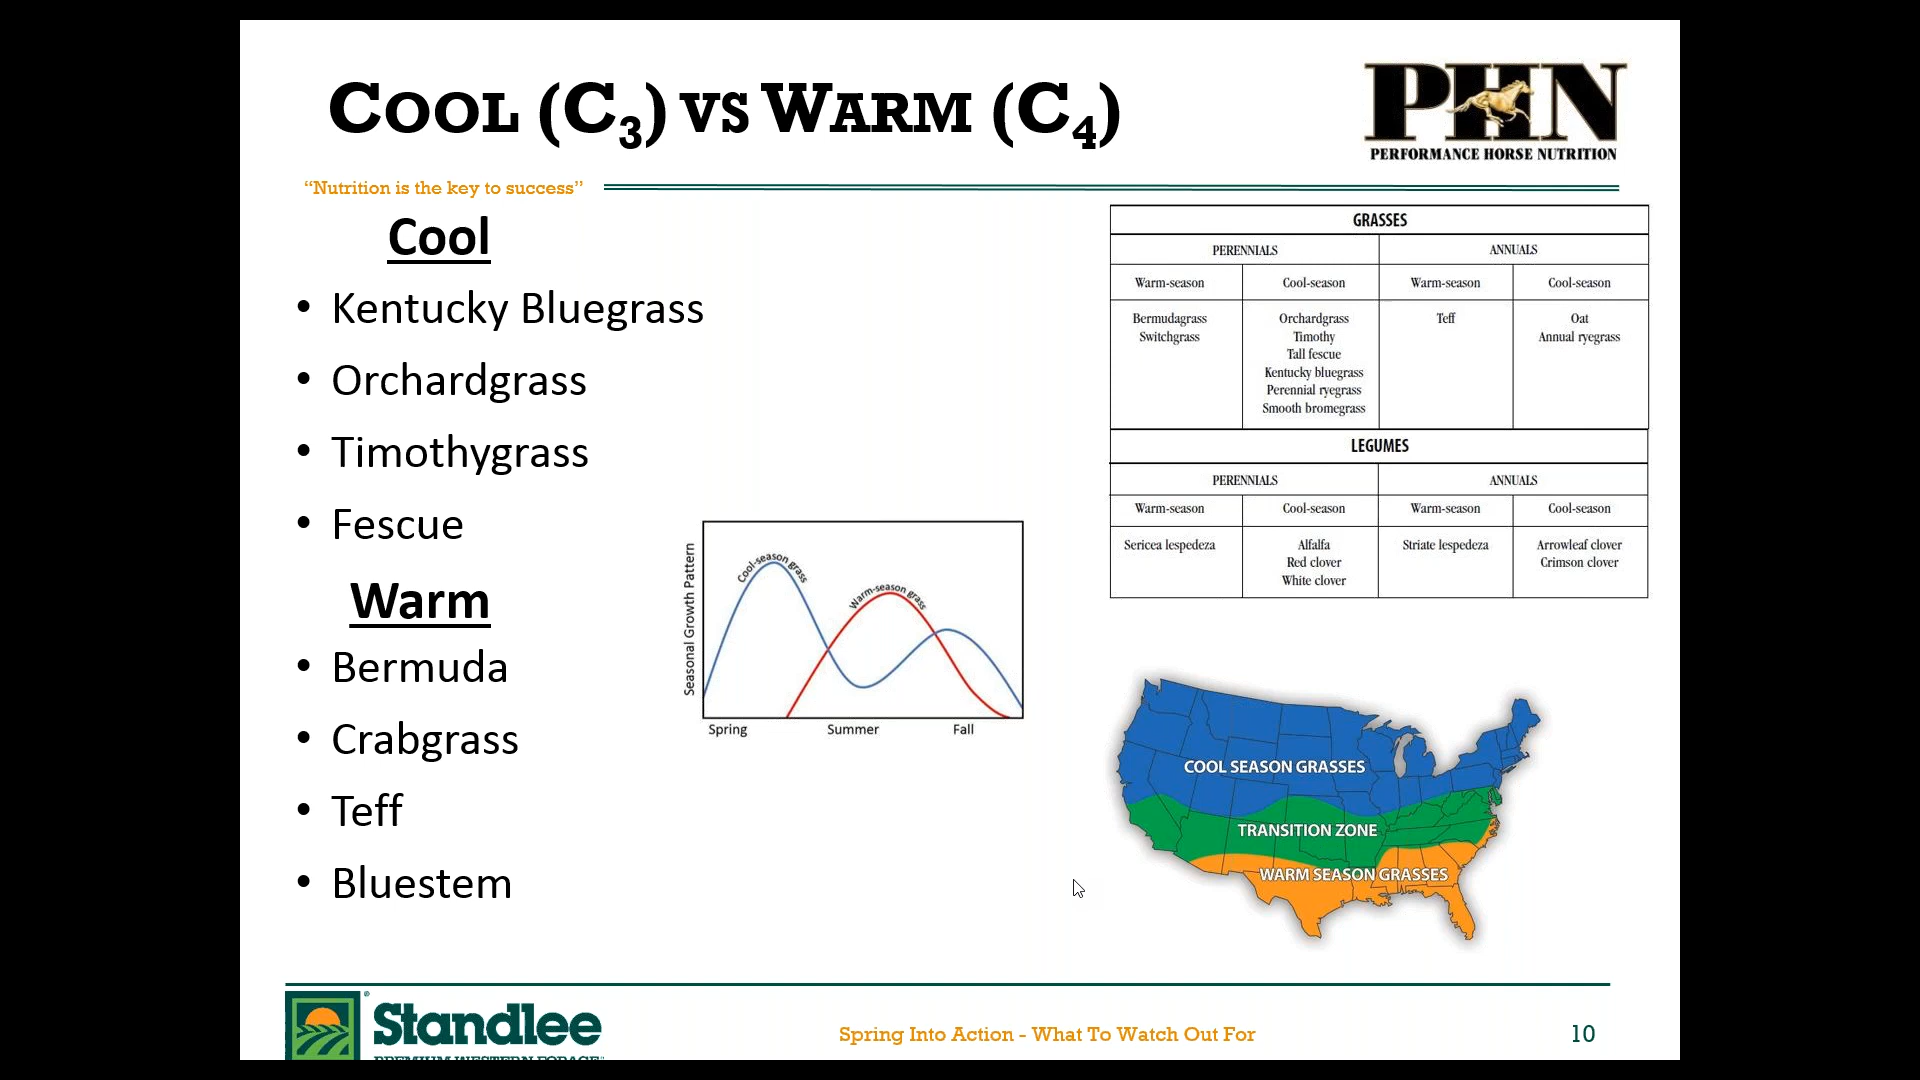 COOL (C3) VS WARM (C4)
PHN
PERFORMANCE HORSE NUTRITION
“Nutrition is the key to success”
Cool
• Kentucky Bluegrass
• Orchardgrass
• Timothygrass
• Fescue
Warm
• Bermuda
• Crabgrass
• Teff
• Bluestem
Seasonal Growth Pattern
Cool-season grass
Warm-season grass
Spring Summer Fall
GRASSES
PERENNIALS ANNUALS
Warm-season Cool-season Warm-season Cool-season
Bermudagrass Orchardgrass Teff Oat
Switchgrass Timothy Annual ryegrass
Tall fescue
Kentucky bluegrass
Perennial ryegrass
Smooth bromegrass
LEGUMES
PERENNIALS ANNUALS
Warm-season Cool-season Warm-season Cool-season
Sericea lespedeza Alfalfa Striate lespedeza Arrowleaf clover
Red clover Crimson clover
White clover
COOL SEASON GRASSES
TRANSITION ZONE
WARM SEASON GRASSES
Standlee
PREMIUM WESTERN FORAGE
Spring Into Action - What To Watch Out For
10